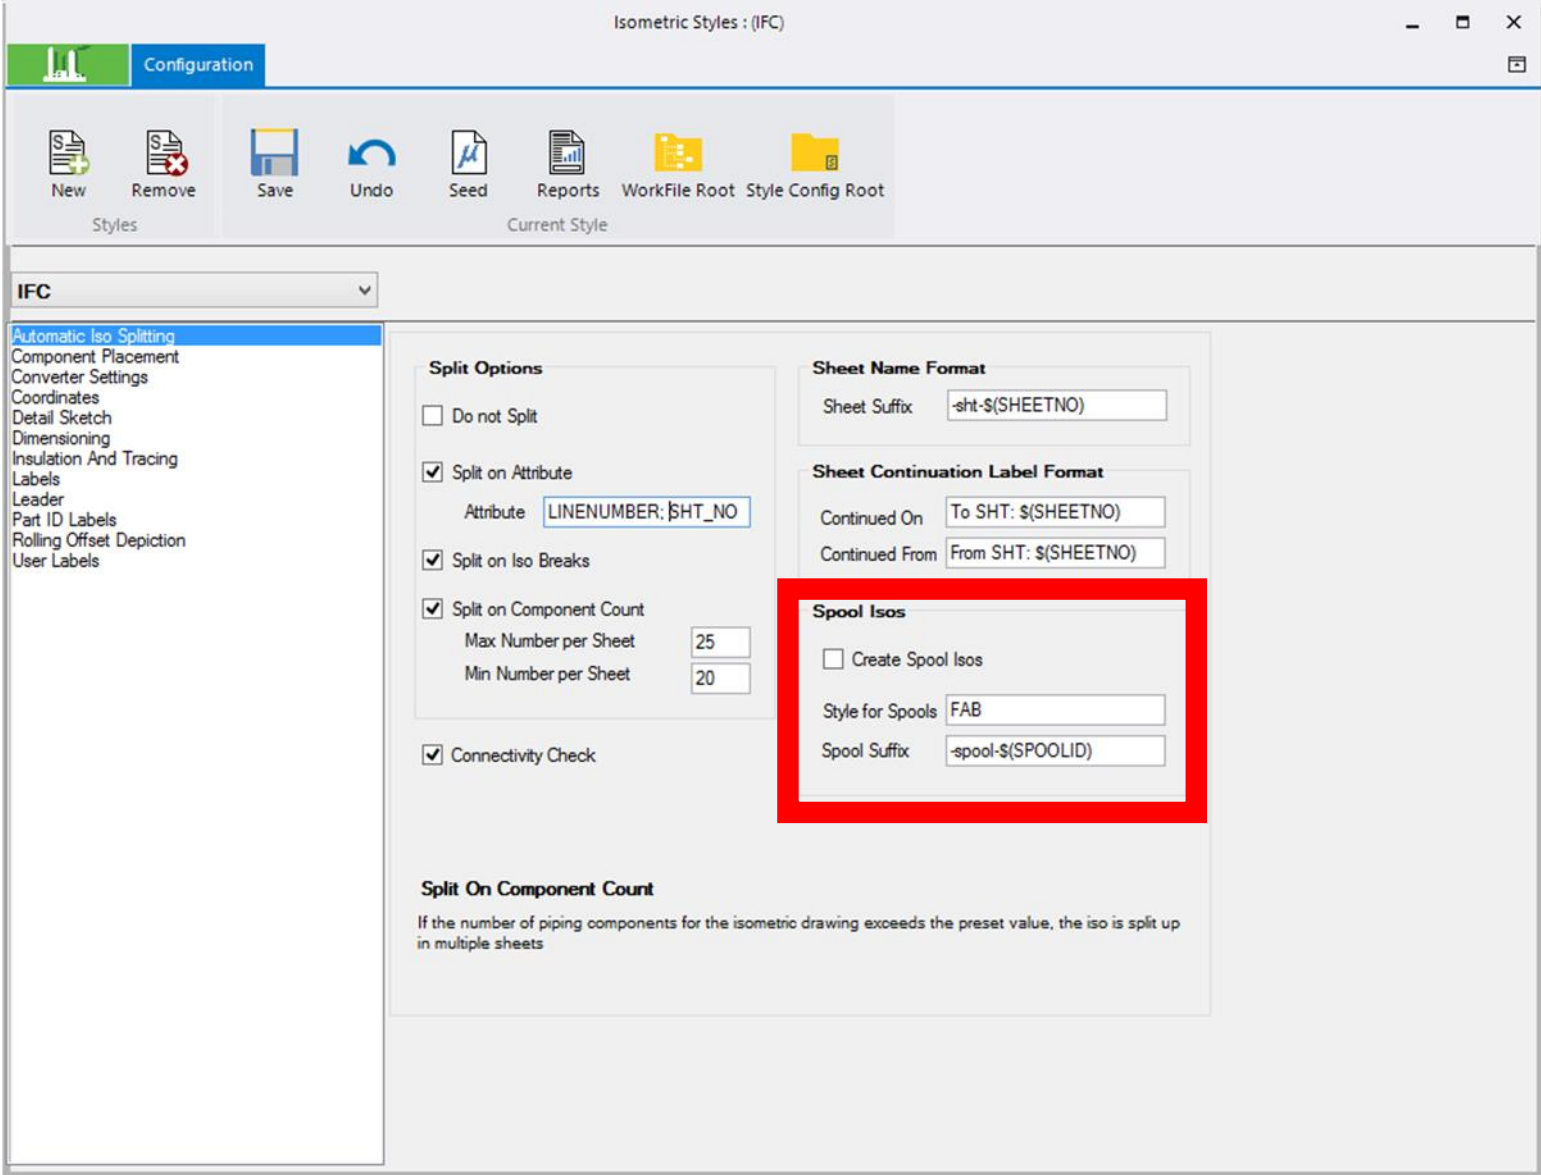 Isometric Styles : (IFC)
Configuration
New
Remove
Save
Undo
Seed
Reports
WorkFile Root
Style Config Root
Styles
Current Style
IFC
Automatic Iso Splitting
Component Placement
Converter Settings
Coordinates
Detail Sketch
Dimensioning
Insulation And Tracing
Labels
Leader
Part ID Labels
Rolling Offset Depiction
User Labels
Split Options
Do not Split
Split on Attribute
Attribute LINENUMBER; SHT_NO
Split on Iso Breaks
Split on Component Count
Max Number per Sheet 25
Min Number per Sheet 20
Connectivity Check
Sheet Name Format
Sheet Suffix -sht-$(SHEETNO)
Sheet Continuation Label Format
Continued On To SHT: $(SHEETNO)
Continued From From SHT: $(SHEETNO)
Spool Isos
Create Spool Isos
Style for Spools FAB
Spool Suffix -spool-$(SPOOLID)
Split On Component Count
If the number of piping components for the isometric drawing exceeds the preset value, the iso is split up
in multiple sheets